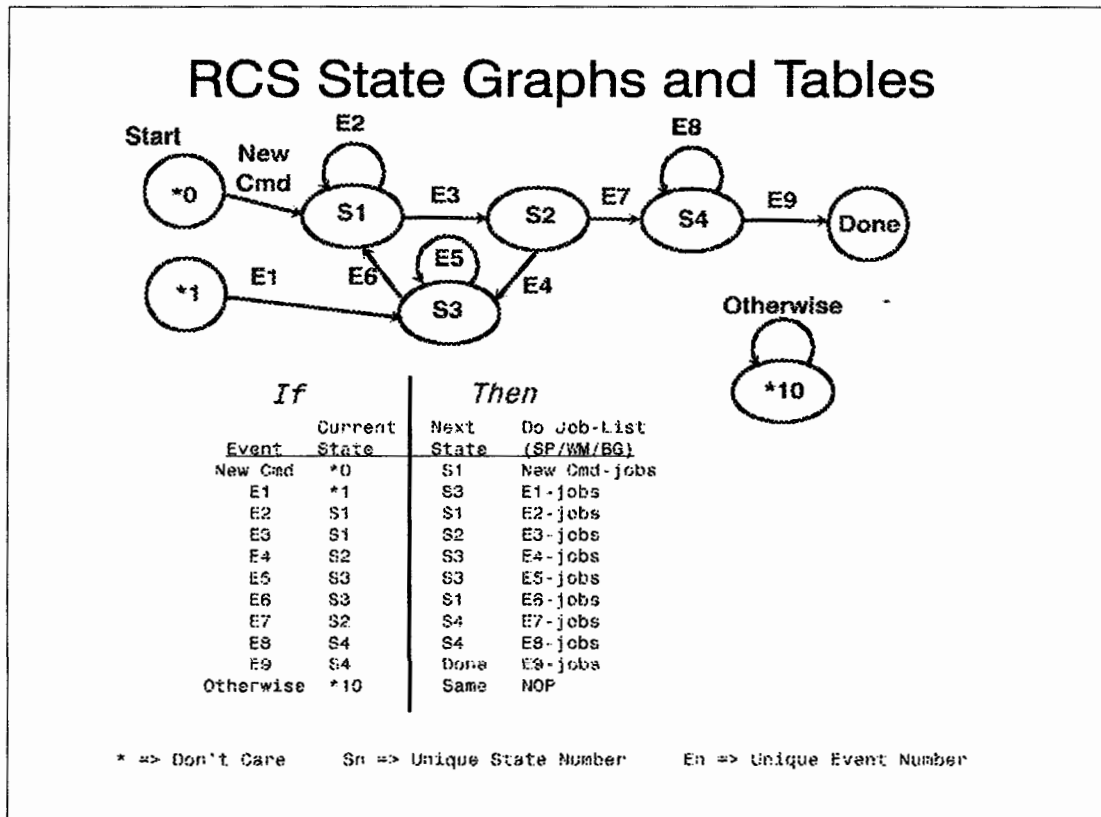 RCS State Graphs and Tables
Start
E2
E8
New
Cmd
*0
S1
E3
S2
E7
S4
E9
Done
E1
*1
E6
E5
S3
E4
Otherwise
*10
If Then
Current Next Do Job-List
Event State State (SP/WM/BG)
New Cmd *0 S1 New Cmd-jobs
E1 *1 S3 E1-jobs
E2 S1 S1 E2-jobs
E3 S1 S2 E3-jobs
E4 S2 S3 E4-jobs
E5 S3 S3 E5-jobs
E6 S3 S1 E6-jobs
E7 S2 S4 E7-jobs
E8 S4 S4 E8-jobs
E9 S4 Done E9-jobs
Otherwise *10 Same NOP
* => Don't Care Sn => Unique State Number En => Unique Event Number